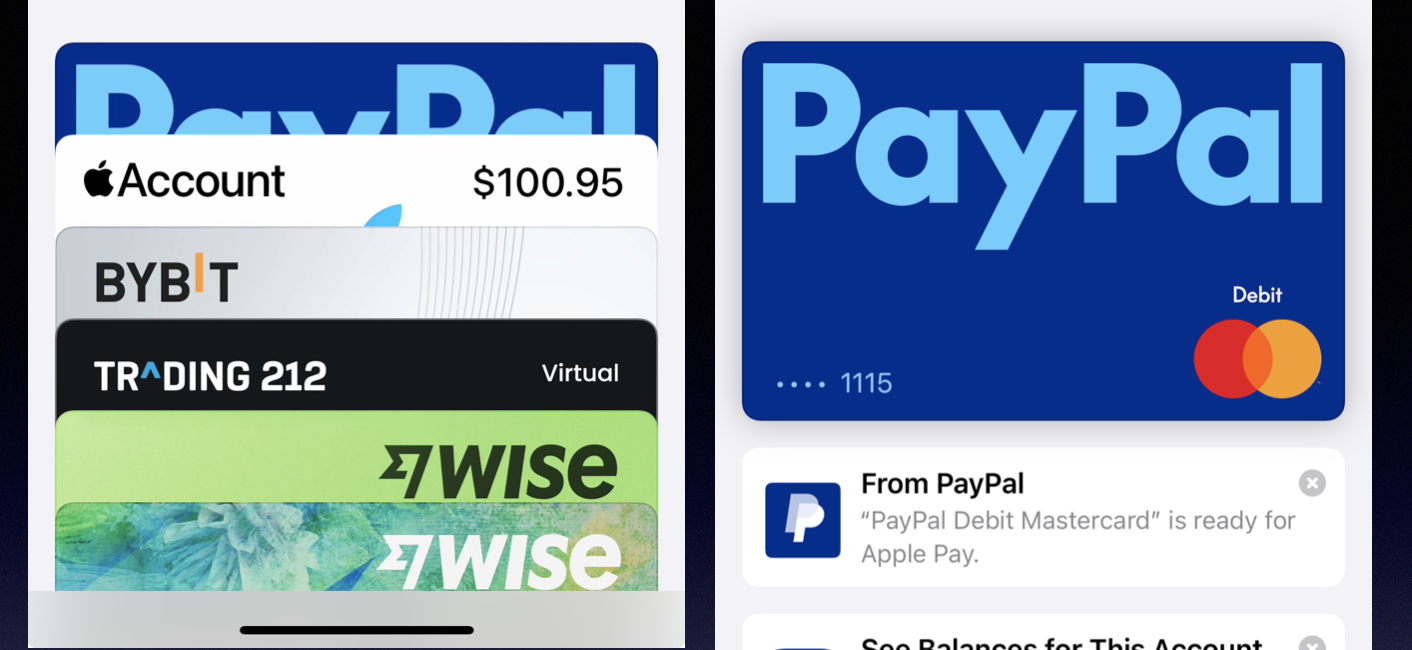 PayPal
Account $100.95
BYBIT
TRADING 212 Virtual
WISE
WISE
PayPal
Debit
•••• 1115
From PayPal
“PayPal Debit Mastercard” is ready for
Apple Pay.
See Balances for This Account